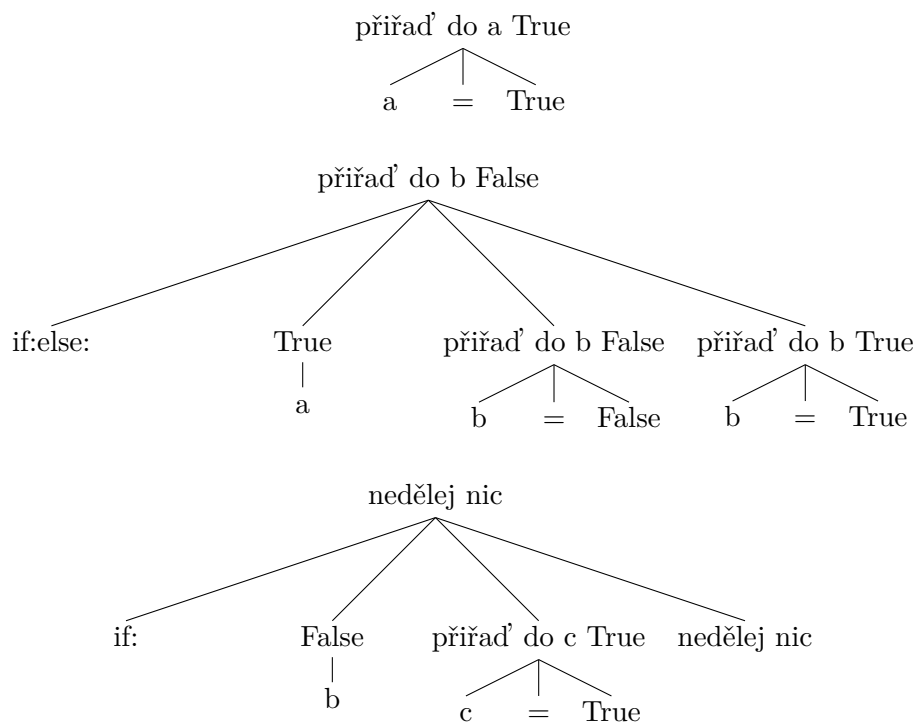 přiřaď do a True
a = True
přiřaď do b False
if:else: True přiřaď do b False přiřaď do b True
a
b = False b = True
nedělej nic
if: False přiřaď do c True nedělej nic
b
c = True